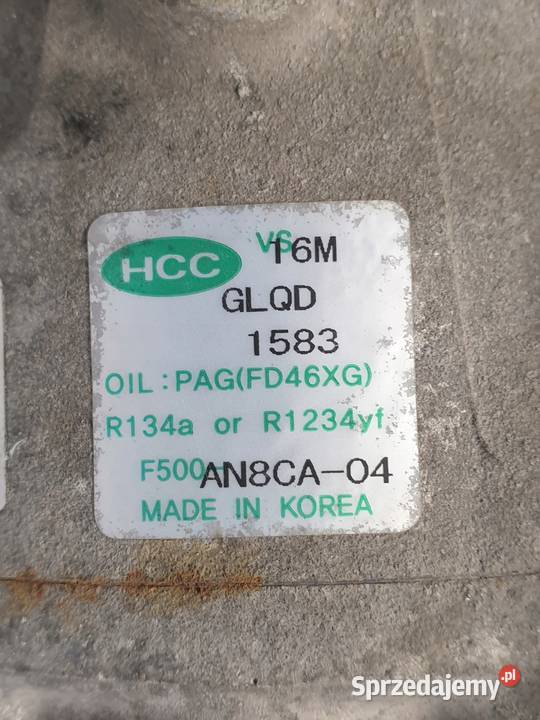 HCC VS 16M
GLQD
1583
OIL : PAG(FD46XG)
R134a or R1234yf
F500-AN8CA-04
MADE IN KOREA
Sprzedajemy.pl